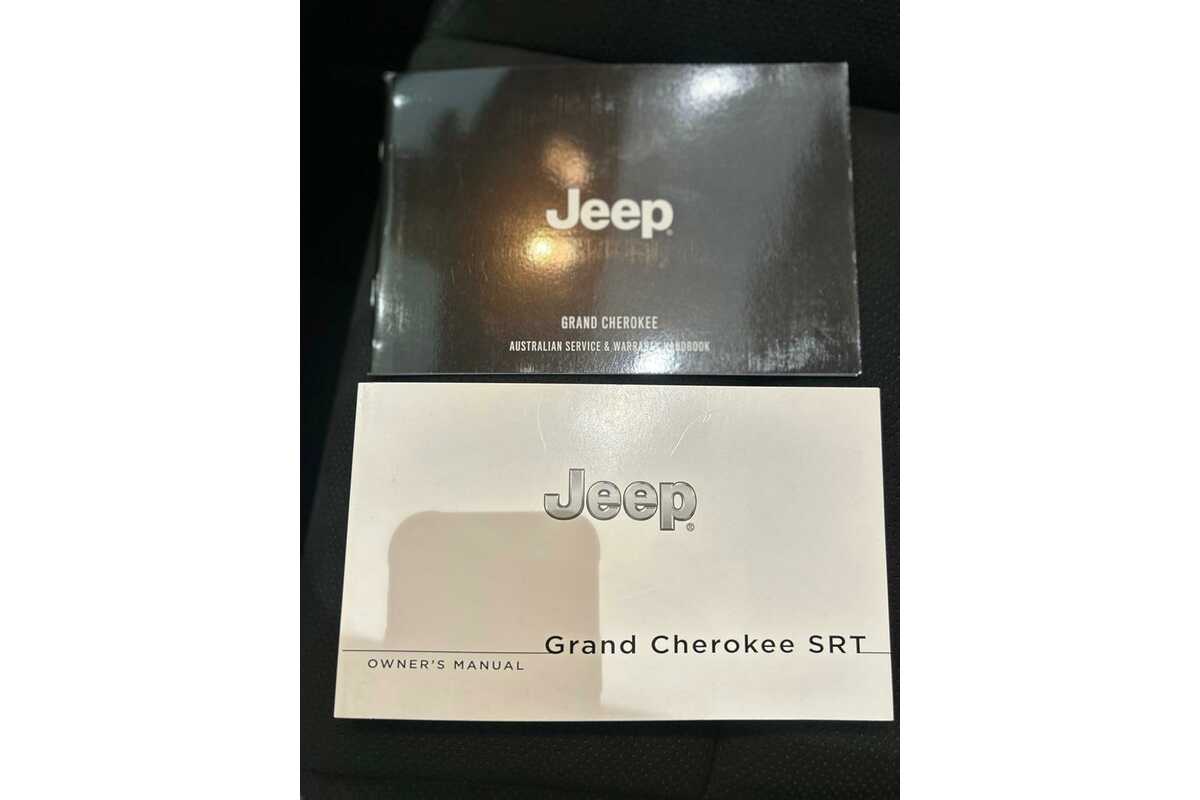 Jeep
GRAND CHEROKEE
AUSTRALIAN SERVICE & WARRANTY HANDBOOK
Jeep®
Grand Cherokee SRT
OWNER'S MANUAL